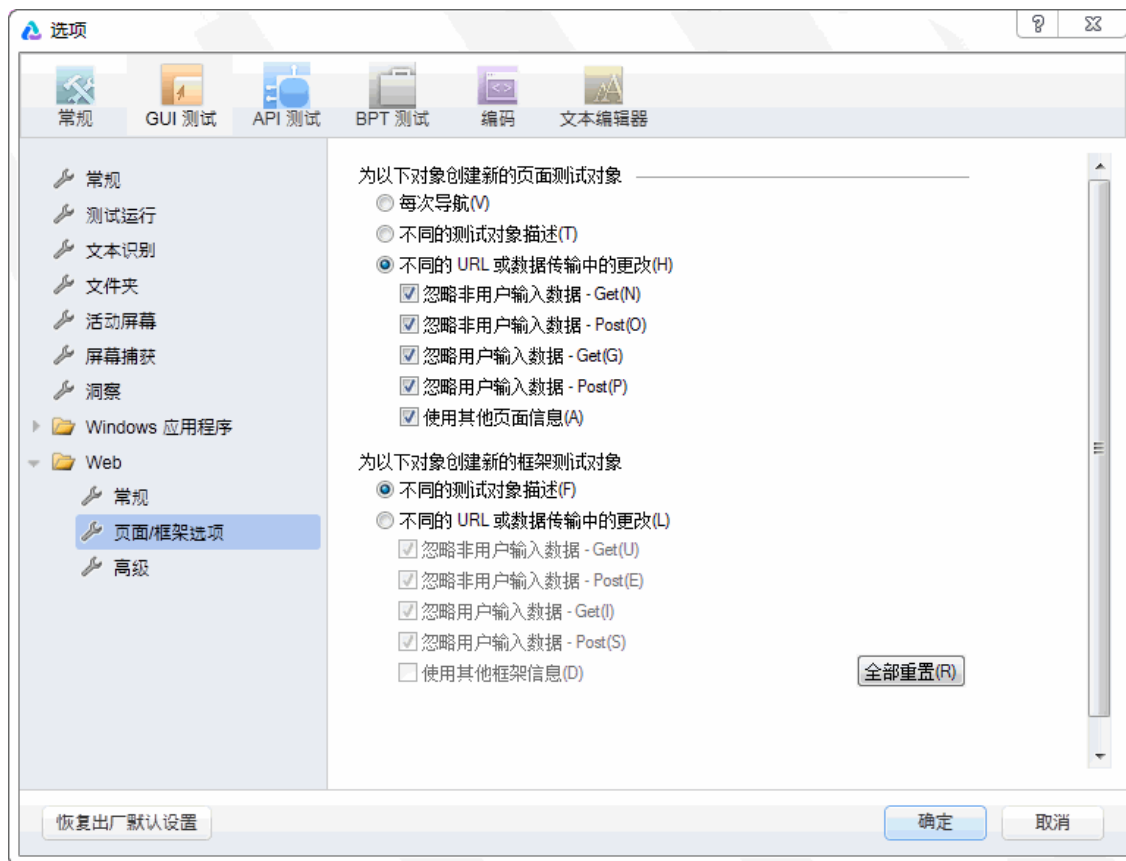 选项
常规
GUI 测试
API 测试
BPT 测试
编码
文本编辑器
常规
测试运行
文本识别
文件夹
活动屏幕
屏幕捕获
洞察
Windows 应用程序
Web
常规
页面/框架选项
高级
为以下对象创建新的页面测试对象
每次导航(V)
不同的测试对象描述(T)
不同的 URL 或数据传输中的更改(H)
忽略非用户输入数据 - Get(N)
忽略非用户输入数据 - Post(O)
忽略用户输入数据 - Get(G)
忽略用户输入数据 - Post(P)
使用其他页面信息(A)
为以下对象创建新的框架测试对象
不同的测试对象描述(F)
不同的 URL 或数据传输中的更改(L)
忽略非用户输入数据 - Get(U)
忽略非用户输入数据 - Post(E)
忽略用户输入数据 - Get(I)
忽略用户输入数据 - Post(S)
使用其他框架信息(D)
全部重置(R)
恢复出厂默认设置
确定
取消